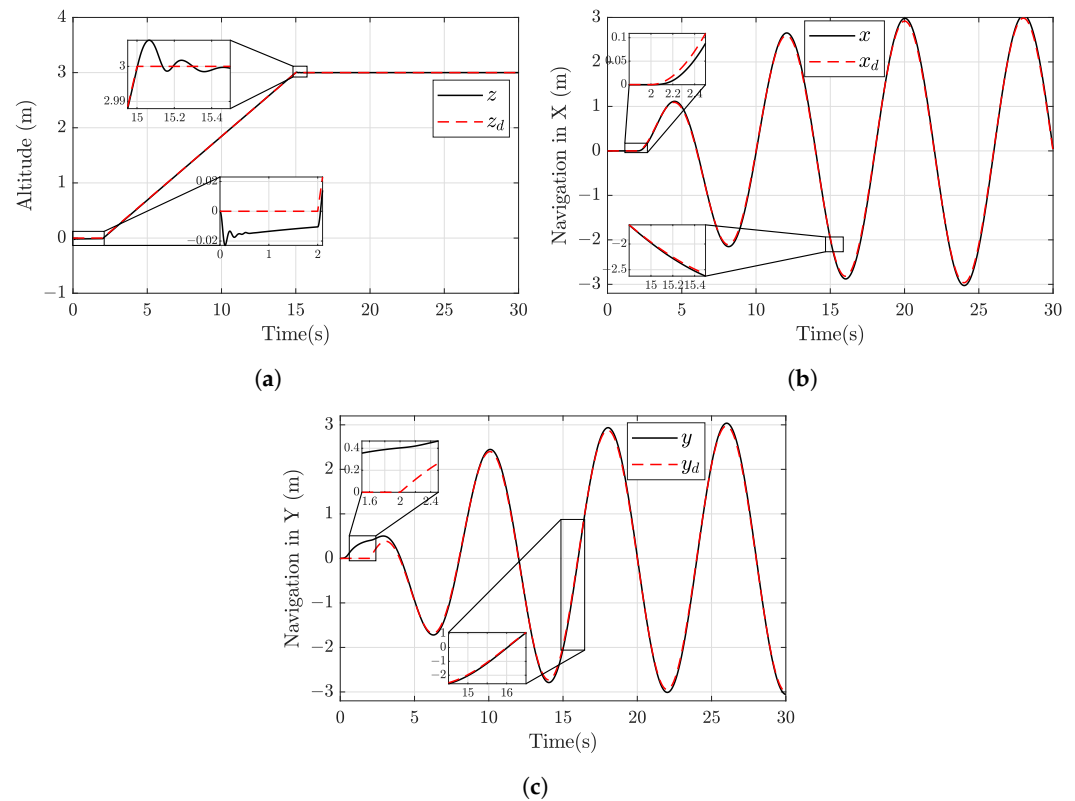 4
3
2
1
0
−1
Altitude (m)
0 5 10 15 20 25 30
Time(s)
3
2.99
15 15.2 15.4
z
z_d
0.02
0
−0.02
0 1 2
(a)
3
2
1
0
−1
−2
−3
Navigation in X (m)
0 5 10 15 20 25 30
Time(s)
0.1
0.05
0
2 2.2 2.4
x
x_d
−2
−2.5
15 15.2 15.4
(b)
3
2
1
0
−1
−2
−3
Navigation in Y (m)
0 5 10 15 20 25 30
Time(s)
0.4
0.2
0
1.6 2 2.4
y
y_d
1
0
−1
−2
15 16
(c)